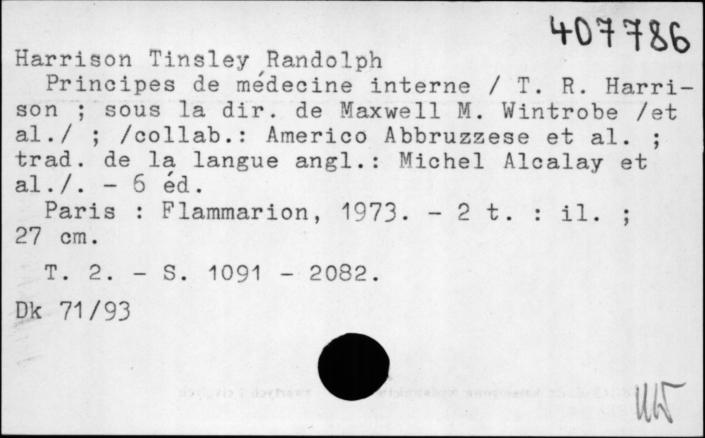 407786
Harrison Tinsley Randolph
Principes de médecine interne / T. R. Harri-
son ; sous la dir. de Maxwell M. Wintrobe /et
al./ ; /collab.: Americo Abbruzzese et al. ;
trad. de la langue angl.: Michel Alcalay et
al./. - 6 éd.
Paris : Flammarion, 1973. - 2 t. : il. ;
27 cm.
T. 2. - S. 1091 - 2082.
Dk 71/93